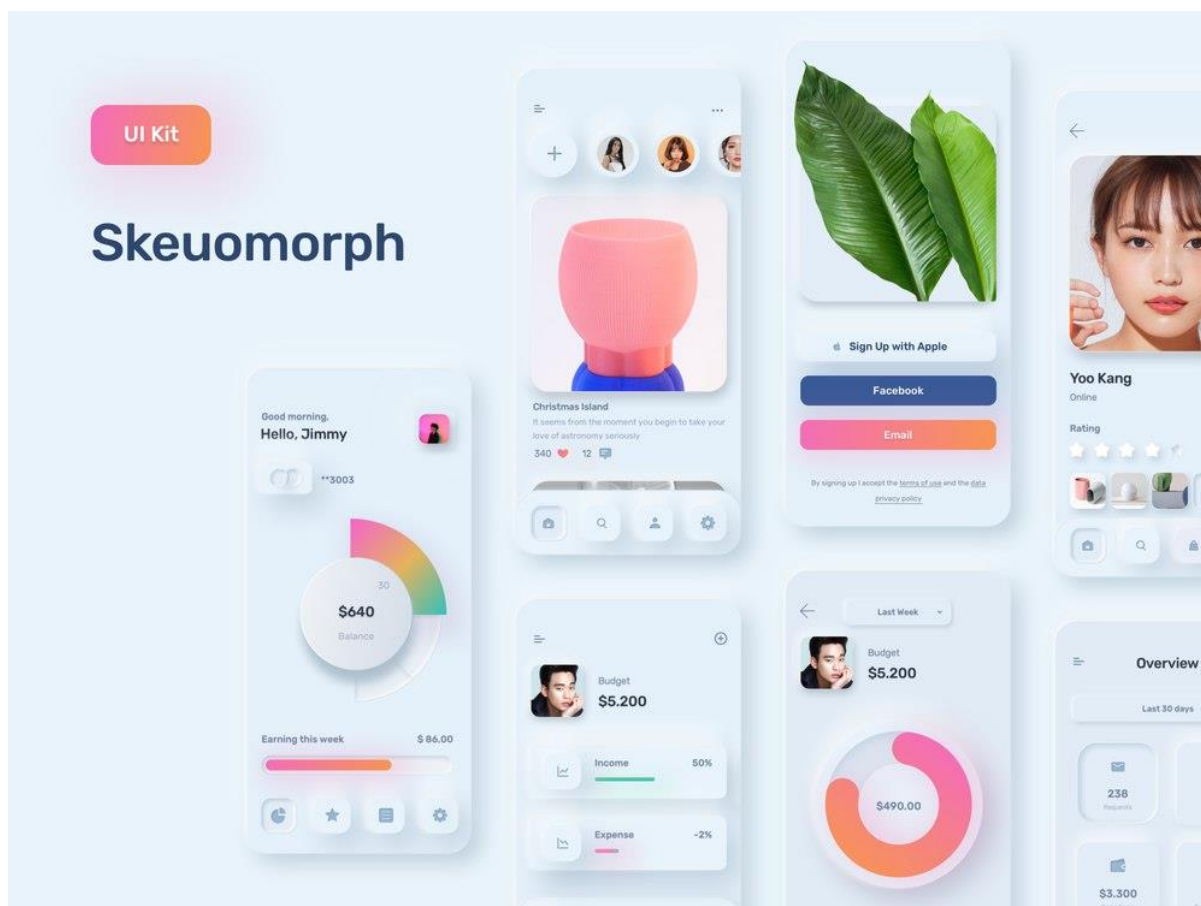 UI Kit
Skeuomorph
Good morning,
Hello, Jimmy
**3003
30
$640
Balance
Earning this week
$ 86,00
Christmas Island
It seems from the moment you begin to take your
love of astronomy seriously
340
12
Sign Up with Apple
Facebook
Email
By signing up I accept the terms of use and the data
privacy policy
Yoo Kang
Online
Rating
Budget
$5.200
Income
50%
Expense
-2%
Last Week
Budget
$5.200
$490.00
Overview
Last 30 days
238
Requests
$3.300